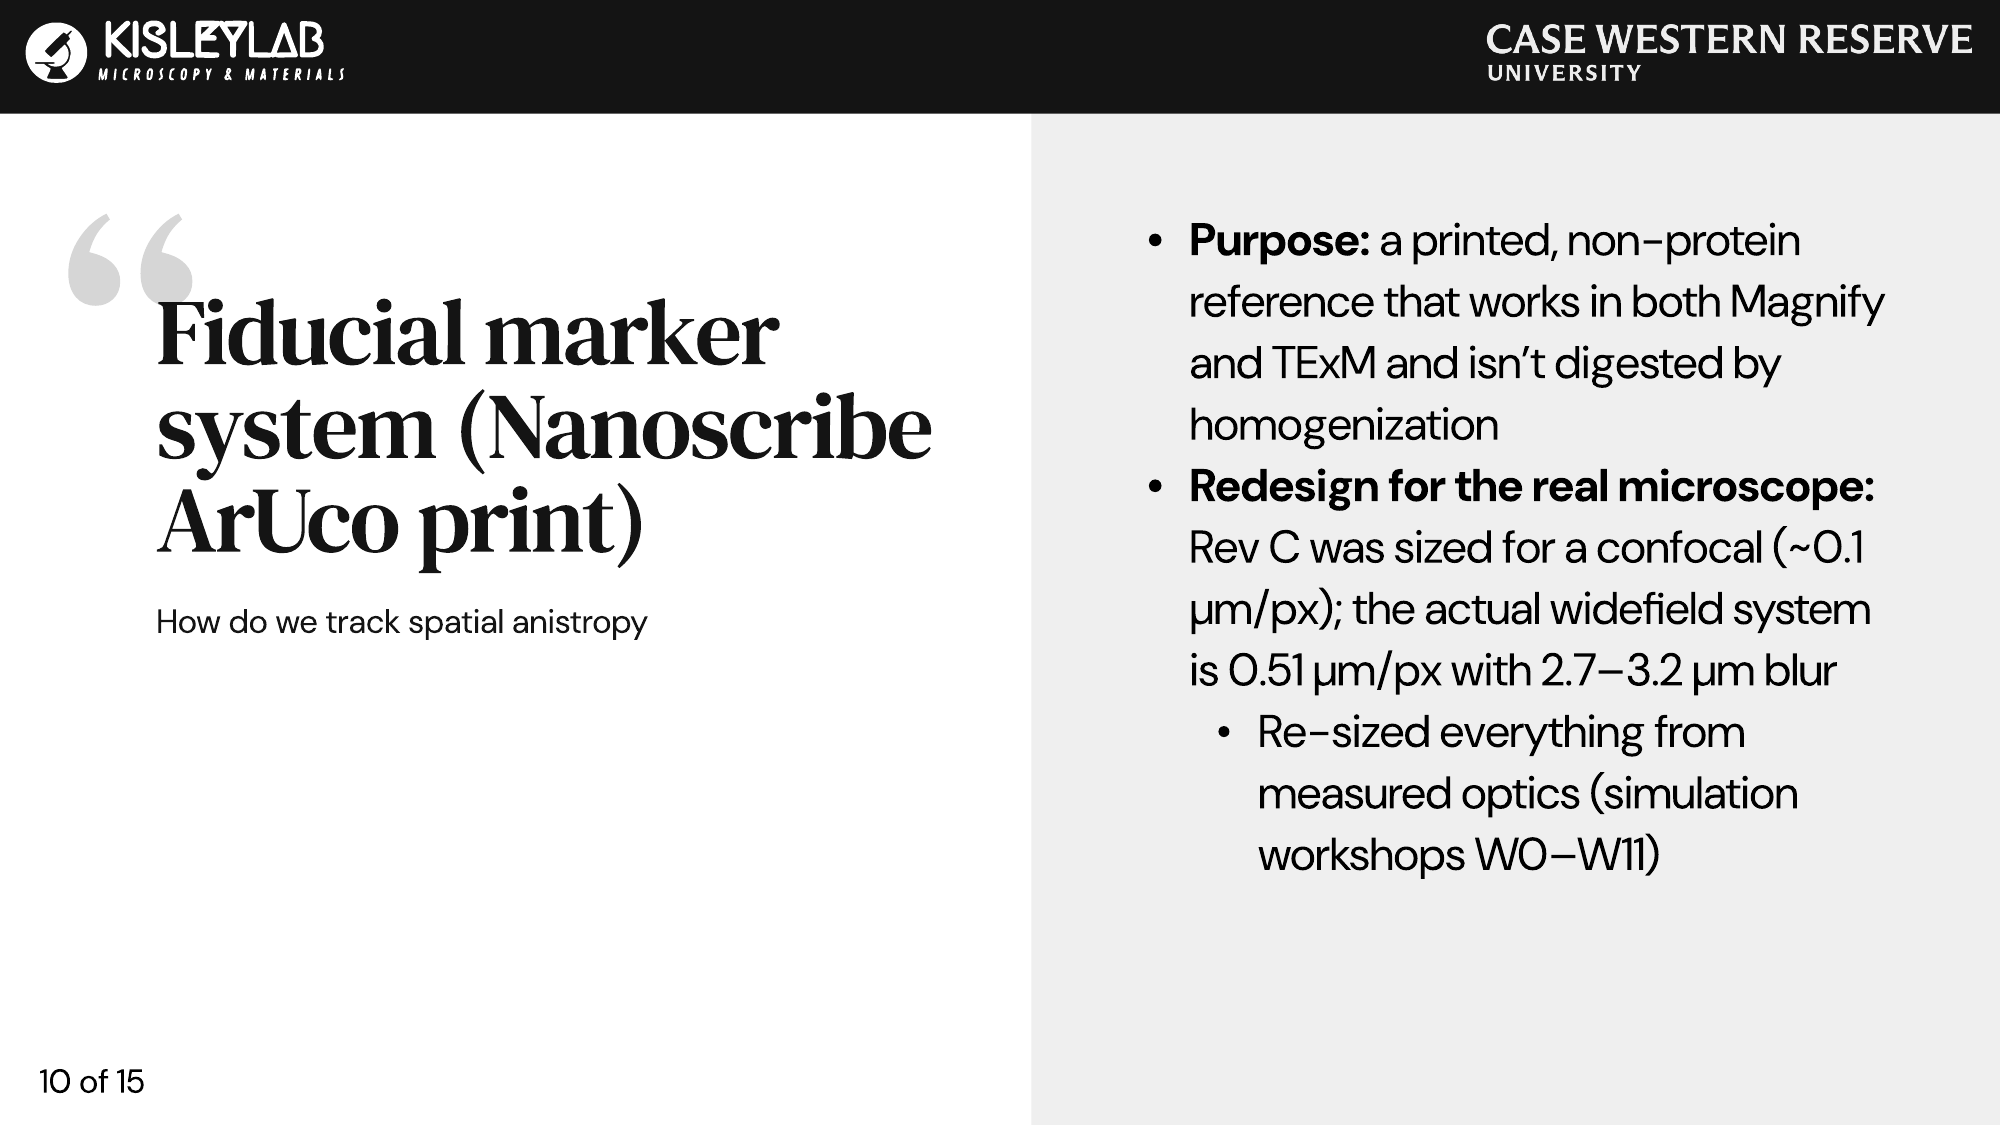 KISLEYLAB
MICROSCOPY & MATERIALS
CASE WESTERN RESERVE
UNIVERSITY
“
Fiducial marker
system (Nanoscribe
ArUco print)
How do we track spatial anistropy
• Purpose: a printed, non-protein
reference that works in both Magnify
and TExM and isn’t digested by
homogenization
• Redesign for the real microscope:
Rev C was sized for a confocal (~0.1
µm/px); the actual widefield system
is 0.51 µm/px with 2.7–3.2 µm blur
• Re-sized everything from
measured optics (simulation
workshops W0–W11)
10 of 15